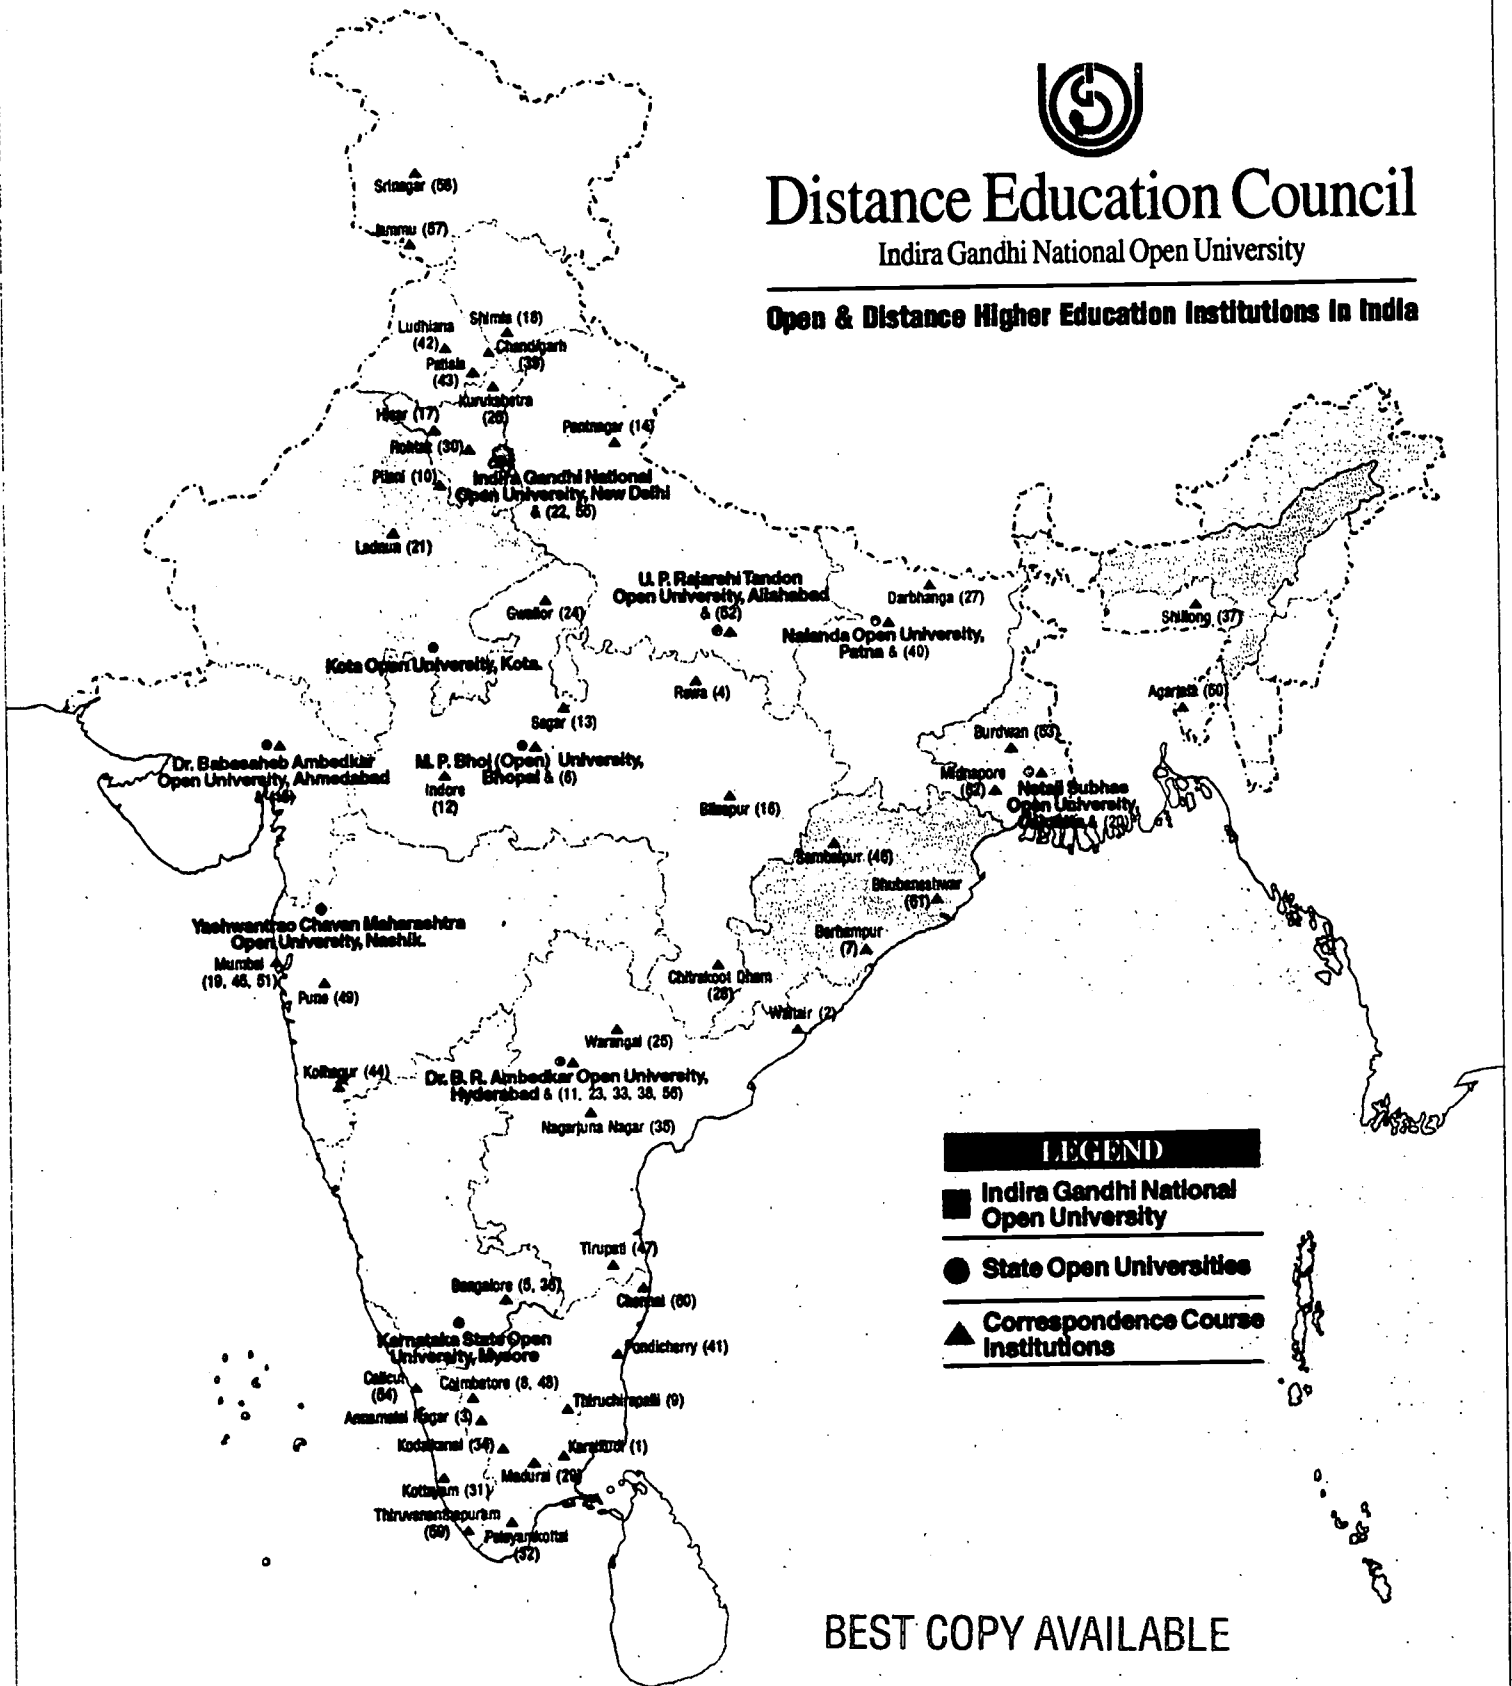 Distance Education Council
Indira Gandhi National Open University
Open & Distance Higher Education Institutions in India
Srinagar (58)
Jammu (57)
Shimla (18)
Ludhiana
(42)
Chandigarh
(39)
Patiala
(43)
Kurukshetra
(26)
Hisar (17)
Pantnagar (14)
Rohtak (30)
Pilani (10)
Indira Gandhi National
Open University, New Delhi
& (22, 55)
Ladnun (21)
U. P. Rajarshi Tandon
Open University, Allahabad
& (52)
Darbhanga (27)
Gwalior (24)
Shillong (37)
Nalanda Open University,
Patna & (40)
Kota Open University, Kota.
Rewa (4)
Agartala (50)
Sagar (13)
Burdwan (53)
Dr. Babasaheb Ambedkar
Open University, Ahmedabad
M. P. Bhoj (Open) University,
Bhopal & (6)
Indore
(12)
Midnapore
(62)
Netaji Subhas
Open University,
& (20)
Bilaspur (16)
Sambalpur (46)
Bhubaneshwar
(61)
Yashwantrao Chavan Maharashtra
Open University, Nashik.
Berhampur
(7)
Mumbai
(19, 45, 51)
Pune (49)
Chitrakoot Dham
(28)
Waltair (2)
Warangal (25)
Kolhapur (44)
Dr. B. R. Ambedkar Open University,
Hyderabad & (11, 23, 33, 38, 56)
Nagarjuna Nagar (35)
LEGEND
Indira Gandhi National
Open University
State Open Universities
Correspondence Course
Institutions
Tirupati (47)
Bangalore (5, 36)
Chennai (60)
Karnataka State Open
University, Mysore
Pondicherry (41)
Calicut
(54)
Coimbatore (8, 48)
Thiruchirapalli (9)
Annamalai Nagar (3)
Kodaikanal (34)
Karaikudi (1)
Madurai (29)
Kottayam (31)
Thiruvananthapuram
(59)
Palayamkottai
(32)
BEST COPY AVAILABLE